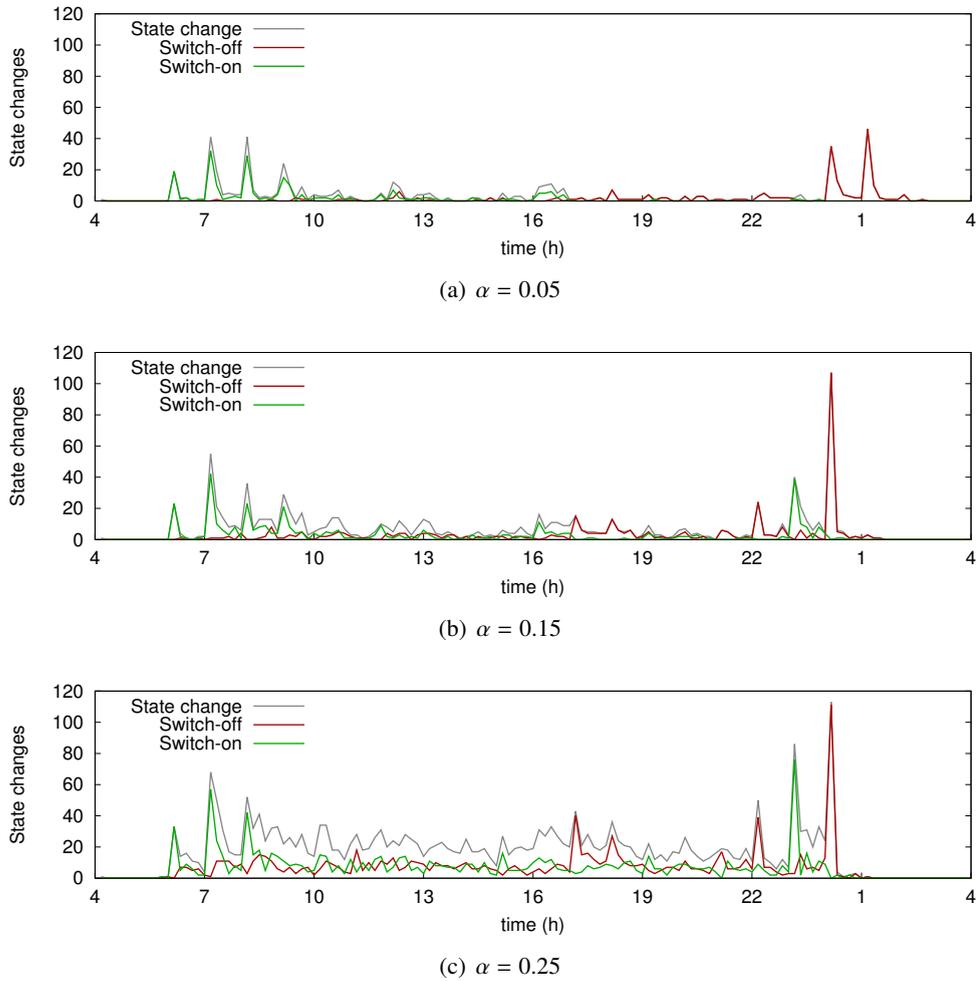 120
100
80
60
40
20
0
State changes
State change
Switch-off
Switch-on
4 7 10 13 16 19 22 1 4
time (h)
(a) α = 0.05
120
100
80
60
40
20
0
State changes
State change
Switch-off
Switch-on
4 7 10 13 16 19 22 1 4
time (h)
(b) α = 0.15
120
100
80
60
40
20
0
State changes
State change
Switch-off
Switch-on
4 7 10 13 16 19 22 1 4
time (h)
(c) α = 0.25